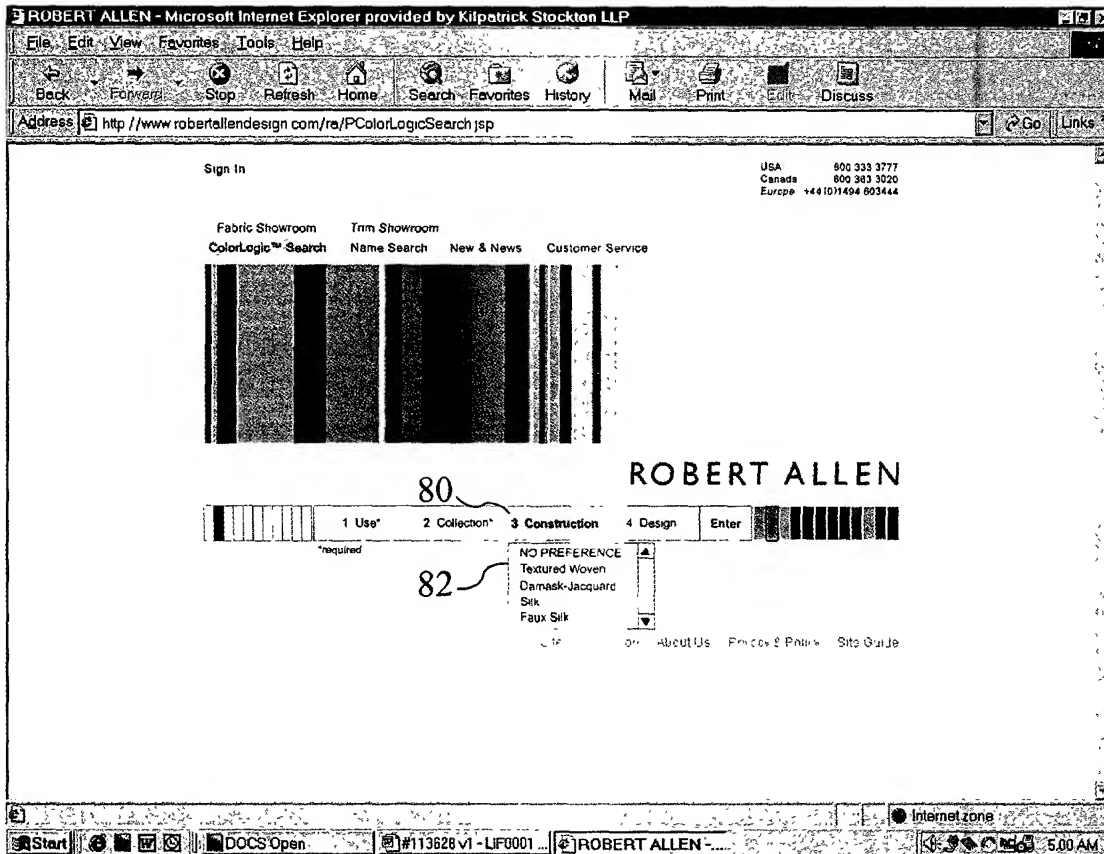 ROBERT ALLEN - Microsoft Internet Explorer provided by Kilpatrick Stockton LLP
File Edit View Favorites Tools Help
Back Forward Stop Refresh Home Search Favorites History Mail Print Edit Discuss
Address http //www robertallendesign com/ra/PColorLogicSearch jsp Go Links
Sign In
USA 800 333 3777
Canada 800 363 3020
Europe +44 (0)1494 603444
Fabric Showroom Trim Showroom
ColorLogic™ Search Name Search New & News Customer Service
ROBERT ALLEN
80
1 Use* 2 Collection* 3 Construction 4 Design Enter
*required
NO PREFERENCE
82 Textured Woven
Damask-Jacquard
Silk
Faux Silk
About Us Privacy & Policy Site Guide
Internet zone
Start DOCS Open #113628 v1 - LIF0001 ... ROBERT ALLEN -.... 5.00 AM